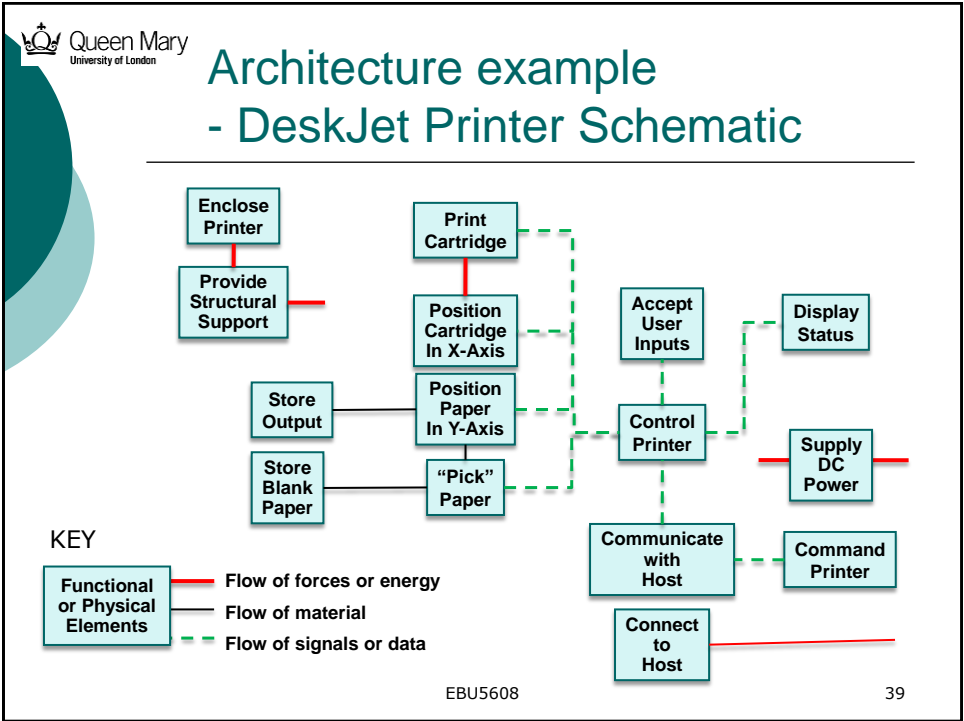 Queen Mary
University of London
Architecture example
- DeskJet Printer Schematic
Enclose
Printer
Provide
Structural
Support
Print
Cartridge
Position
Cartridge
In X-Axis
Position
Paper
In Y-Axis
Store
Output
Store
Blank
Paper
“Pick”
Paper
Accept
User
Inputs
Display
Status
Control
Printer
Supply
DC
Power
Communicate
with
Host
Command
Printer
Connect
to
Host
KEY
Functional
or Physical
Elements
Flow of forces or energy
Flow of material
Flow of signals or data
EBU5608
39